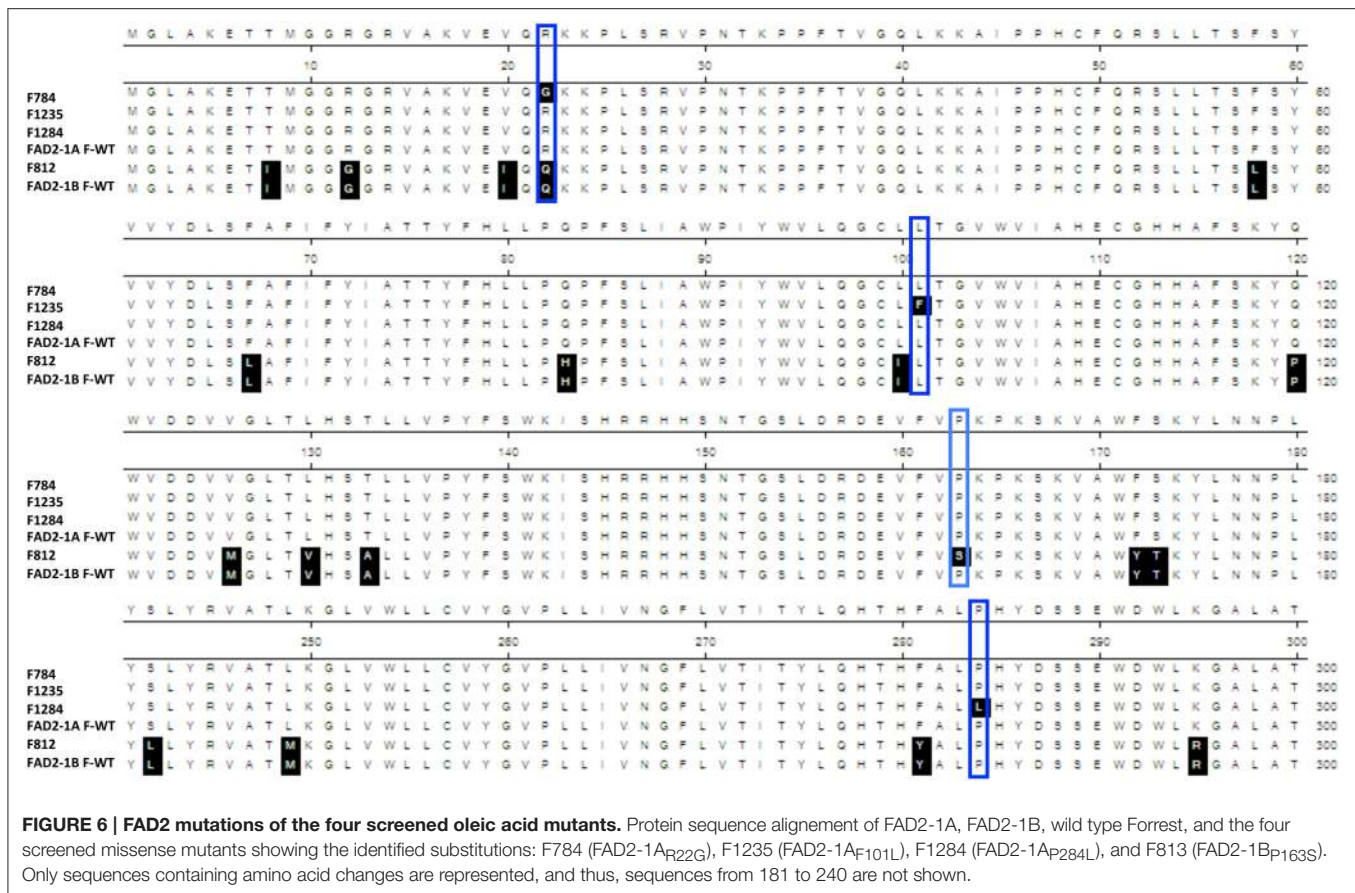 M G L A K E T T M G G R G R V A K V E V Q R K K P L S R V P N T K P P F T V G Q L K K A I P P H C F Q R S L L T S F S Y
10 20 30 40 50 60
F784 M G L A K E T T M G G R G R V A K V E V Q G K K P L S R V P N T K P P F T V G Q L K K A I P P H C F Q R S L L T S F S Y 60
F1235 M G L A K E T T M G G R G R V A K V E V Q R K K P L S R V P N T K P P F T V G Q L K K A I P P H C F Q R S L L T S F S Y 60
F1284 M G L A K E T T M G G R G R V A K V E V Q R K K P L S R V P N T K P P F T V G Q L K K A I P P H C F Q R S L L T S F S Y 60
FAD2-1A F-WT M G L A K E T T M G G R G R V A K V E V Q R K K P L S R V P N T K P P F T V G Q L K K A I P P H C F Q R S L L T S F S Y 60
F812 M G L A K E T I M G G G G R V A K V E I Q Q K K P L S R V P N T K P P F T V G Q L K K A I P P H C F Q R S L L T S L S Y 60
FAD2-1B F-WT M G L A K E T I M G G G G R V A K V E I Q Q K K P L S R V P N T K P P F T V G Q L K K A I P P H C F Q R S L L T S L S Y 60
V V Y D L S F A F I F Y I A T T Y F H L L P Q P F S L I A W P I Y W V L Q G C L L T G V W V I A H E C G H H A F S K Y Q
70 80 90 100 110 120
F784 V V Y D L S F A F I F Y I A T T Y F H L L P Q P F S L I A W P I Y W V L Q G C L L T G V W V I A H E C G H H A F S K Y Q 120
F1235 V V Y D L S F A F I F Y I A T T Y F H L L P Q P F S L I A W P I Y W V L Q G C L F T G V W V I A H E C G H H A F S K Y Q 120
F1284 V V Y D L S F A F I F Y I A T T Y F H L L P Q P F S L I A W P I Y W V L Q G C L L T G V W V I A H E C G H H A F S K Y Q 120
FAD2-1A F-WT V V Y D L S F A F I F Y I A T T Y F H L L P Q P F S L I A W P I Y W V L Q G C L L T G V W V I A H E C G H H A F S K Y Q 120
F812 V V Y D L S L A F I F Y I A T T Y F H L L P H P F S L I A W P I Y W V L Q G C I L T G V W V I A H E C G H H A F S K Y P 120
FAD2-1B F-WT V V Y D L S L A F I F Y I A T T Y F H L L P H P F S L I A W P I Y W V L Q G C I L T G V W V I A H E C G H H A F S K Y P 120
W V D D V V G L T L H S T L L V P Y F S W K I S H R R H H S N T G S L D R D E V F V P K P K S K V A W F S K Y L N N P L
130 140 150 160 170 180
F784 W V D D V V G L T L H S T L L V P Y F S W K I S H R R H H S N T G S L D R D E V F V P K P K S K V A W F S K Y L N N P L 180
F1235 W V D D V V G L T L H S T L L V P Y F S W K I S H R R H H S N T G S L D R D E V F V P K P K S K V A W F S K Y L N N P L 180
F1284 W V D D V V G L T L H S T L L V P Y F S W K I S H R R H H S N T G S L D R D E V F V P K P K S K V A W F S K Y L N N P L 180
FAD2-1A F-WT W V D D V V G L T L H S T L L V P Y F S W K I S H R R H H S N T G S L D R D E V F V P K P K S K V A W F S K Y L N N P L 180
F812 W V D D V M G L T V H S A L L V P Y F S W K I S H R R H H S N T G S L D R D E V F V S K P K S K V A W Y T K Y L N N P L 180
FAD2-1B F-WT W V D D V M G L T V H S A L L V P Y F S W K I S H R R H H S N T G S L D R D E V F V P K P K S K V A W Y T K Y L N N P L 180
Y S L Y R V A T L K G L V W L L C V Y G V P L L I V N G F L V T I T Y L Q H T H F A L P H Y D S S E W D W L K G A L A T
250 260 270 280 290 300
F784 Y S L Y R V A T L K G L V W L L C V Y G V P L L I V N G F L V T I T Y L Q H T H F A L P H Y D S S E W D W L K G A L A T 300
F1235 Y S L Y R V A T L K G L V W L L C V Y G V P L L I V N G F L V T I T Y L Q H T H F A L P H Y D S S E W D W L K G A L A T 300
F1284 Y S L Y R V A T L K G L V W L L C V Y G V P L L I V N G F L V T I T Y L Q H T H F A L L H Y D S S E W D W L K G A L A T 300
FAD2-1A F-WT Y S L Y R V A T L K G L V W L L C V Y G V P L L I V N G F L V T I T Y L Q H T H F A L P H Y D S S E W D W L K G A L A T 300
F812 Y L L Y R V A T M K G L V W L L C V Y G V P L L I V N G F L V T I T Y L Q H T H Y A L P H Y D S S E W D W L R G A L A T 300
FAD2-1B F-WT Y L L Y R V A T M K G L V W L L C V Y G V P L L I V N G F L V T I T Y L Q H T H Y A L P H Y D S S E W D W L R G A L A T 300
FIGURE 6 | FAD2 mutations of the four screened oleic acid mutants. Protein sequence alignement of FAD2-1A, FAD2-1B, wild type Forrest, and the four
screened missense mutants showing the identified substitutions: F784 (FAD2-1AR22G), F1235 (FAD2-1AF101L), F1284 (FAD2-1AP284L), and F813 (FAD2-1BP163S).
Only sequences containing amino acid changes are represented, and thus, sequences from 181 to 240 are not shown.